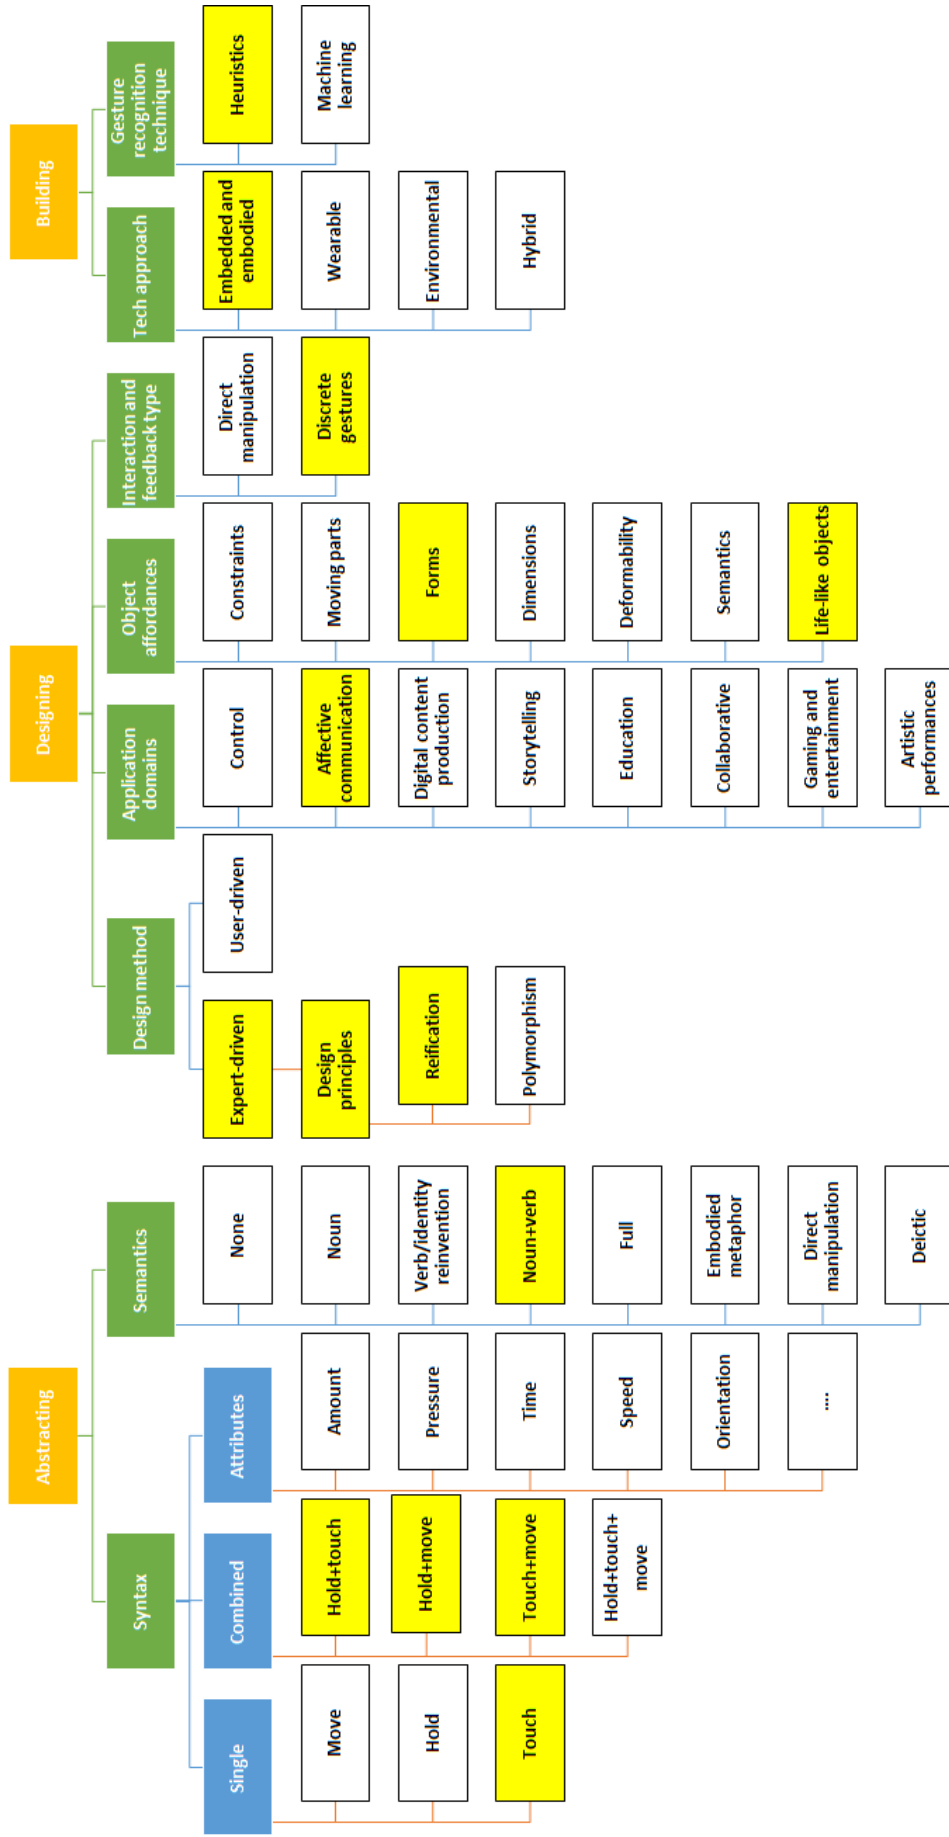 Abstracting
Syntax
Single
Move
Hold
Touch
Combined
Hold+touch
Hold+move
Touch+move
Hold+touch+
move
Attributes
Amount
Pressure
Time
Speed
Orientation
....
Semantics
None
Noun
Verb/identity
reinvention
Noun+verb
Full
Embodied
metaphor
Direct
manipulation
Deictic
Designing
Design method
Expert-driven
Design
principles
Reification
Polymorphism
User-driven
Application
domains
Control
Affective
communication
Digital content
production
Storytelling
Education
Collaborative
Gaming and
entertainment
Artistic
performances
Object
affordances
Constraints
Moving parts
Forms
Dimensions
Deformability
Semantics
Life-like objects
Interaction and
feedback type
Direct
manipulation
Discrete
gestures
Building
Tech approach
Embedded and
embodied
Wearable
Environmental
Hybrid
Gesture
recognition
technique
Heuristics
Machine
learning